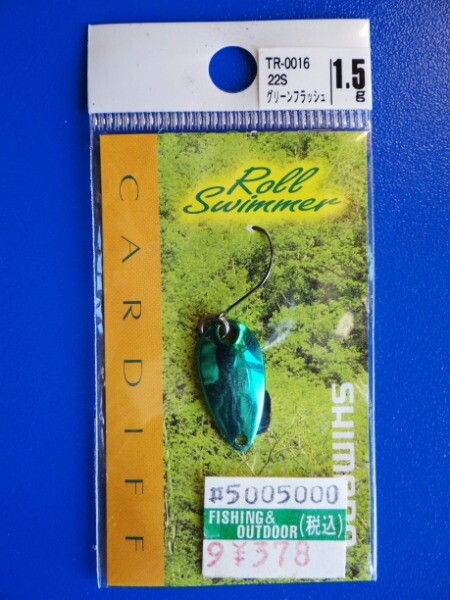 TR-0016
22S
グリーンフラッシュ
1.5g
CARDIFF
Roll
Swimmer
SHIMANO
#5005000
FISHING&
OUTDOOR(税込)
9¥378